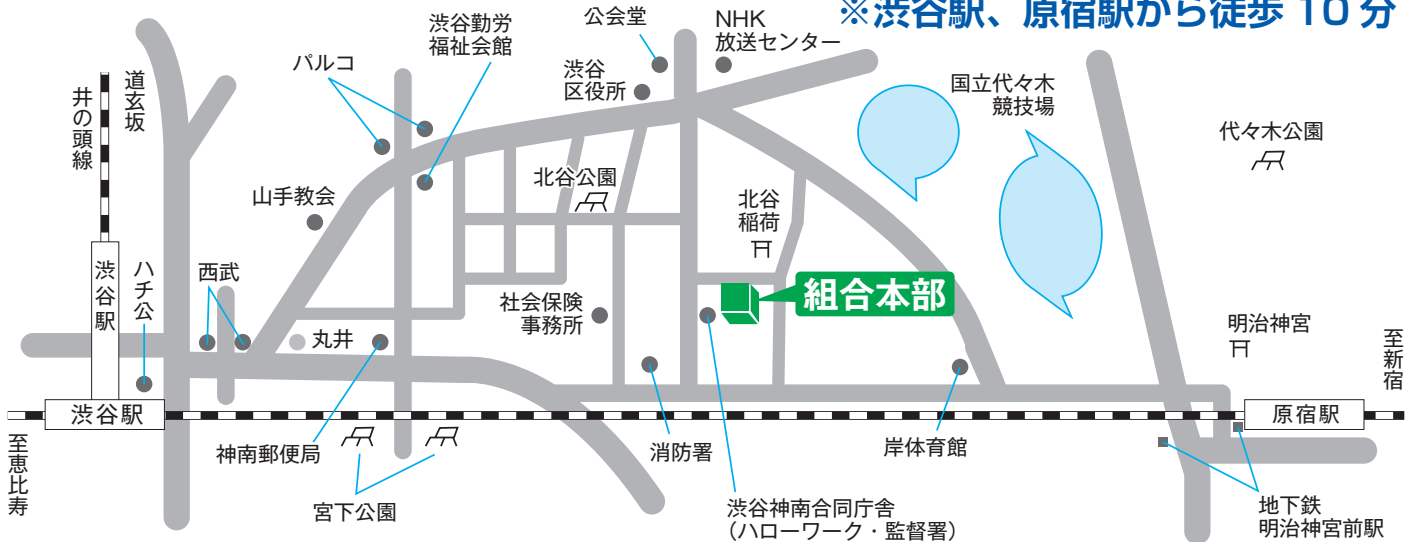 ※渋谷駅、原宿駅から徒歩 10 分
公会堂
NHK
放送センター
渋谷勤労
福祉会館
パルコ
渋谷
区役所
道玄坂
井の頭線
国立代々木
競技場
代々木公園
北谷公園
山手教会
北谷
稲荷
渋谷駅
ハチ公
西武
組合本部
社会保険
事務所
丸井
明治神宮
至新宿
渋谷駅
原宿駅
至恵比寿
神南郵便局
消防署
岸体育館
宮下公園
渋谷神南合同庁舎
（ハローワーク・監督署）
地下鉄
明治神宮前駅